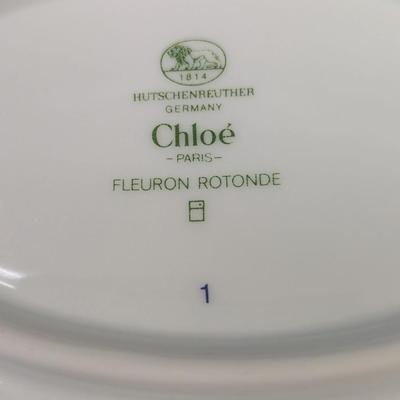 1814
HUTSCHENREUTHER
GERMANY
Chloé
-PARIS-
FLEURON ROTONDE
1